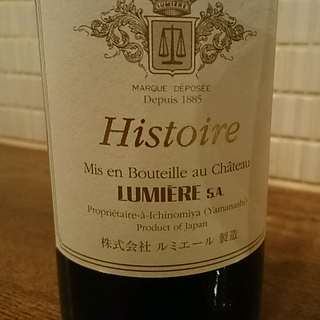 LUMIÈRE
MARQUE DÉPOSÉE
Depuis 1885
Histoire
Mis en Bouteille au Château
LUMIÈRE S.A.
Propriétaire-à-Ichinomiya (Yamanashi)
Product of Japan
株式会社 ルミエール 製造